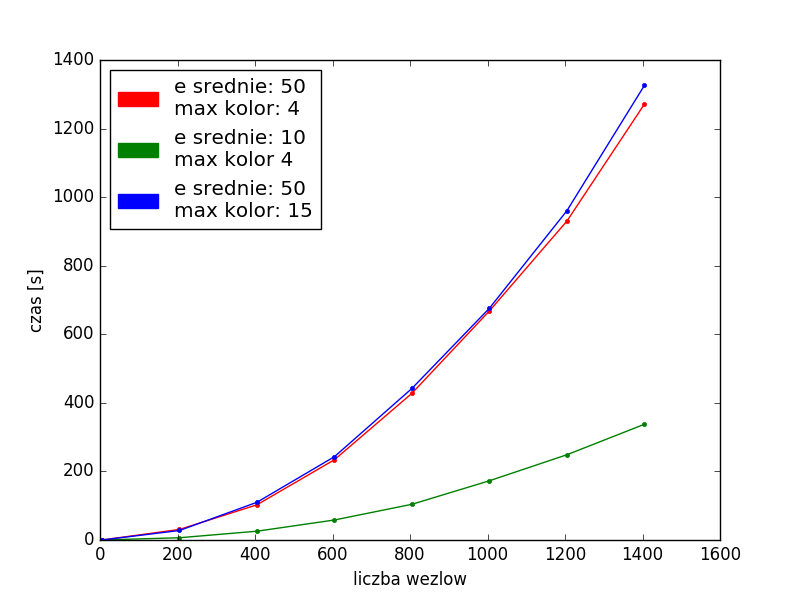 1400
1200
1000
800
600
400
200
0
e srednie: 50
max kolor: 4
e srednie: 10
max kolor 4
e srednie: 50
max kolor: 15
czas [s]
0 200 400 600 800 1000 1200 1400 1600
liczba wezlow